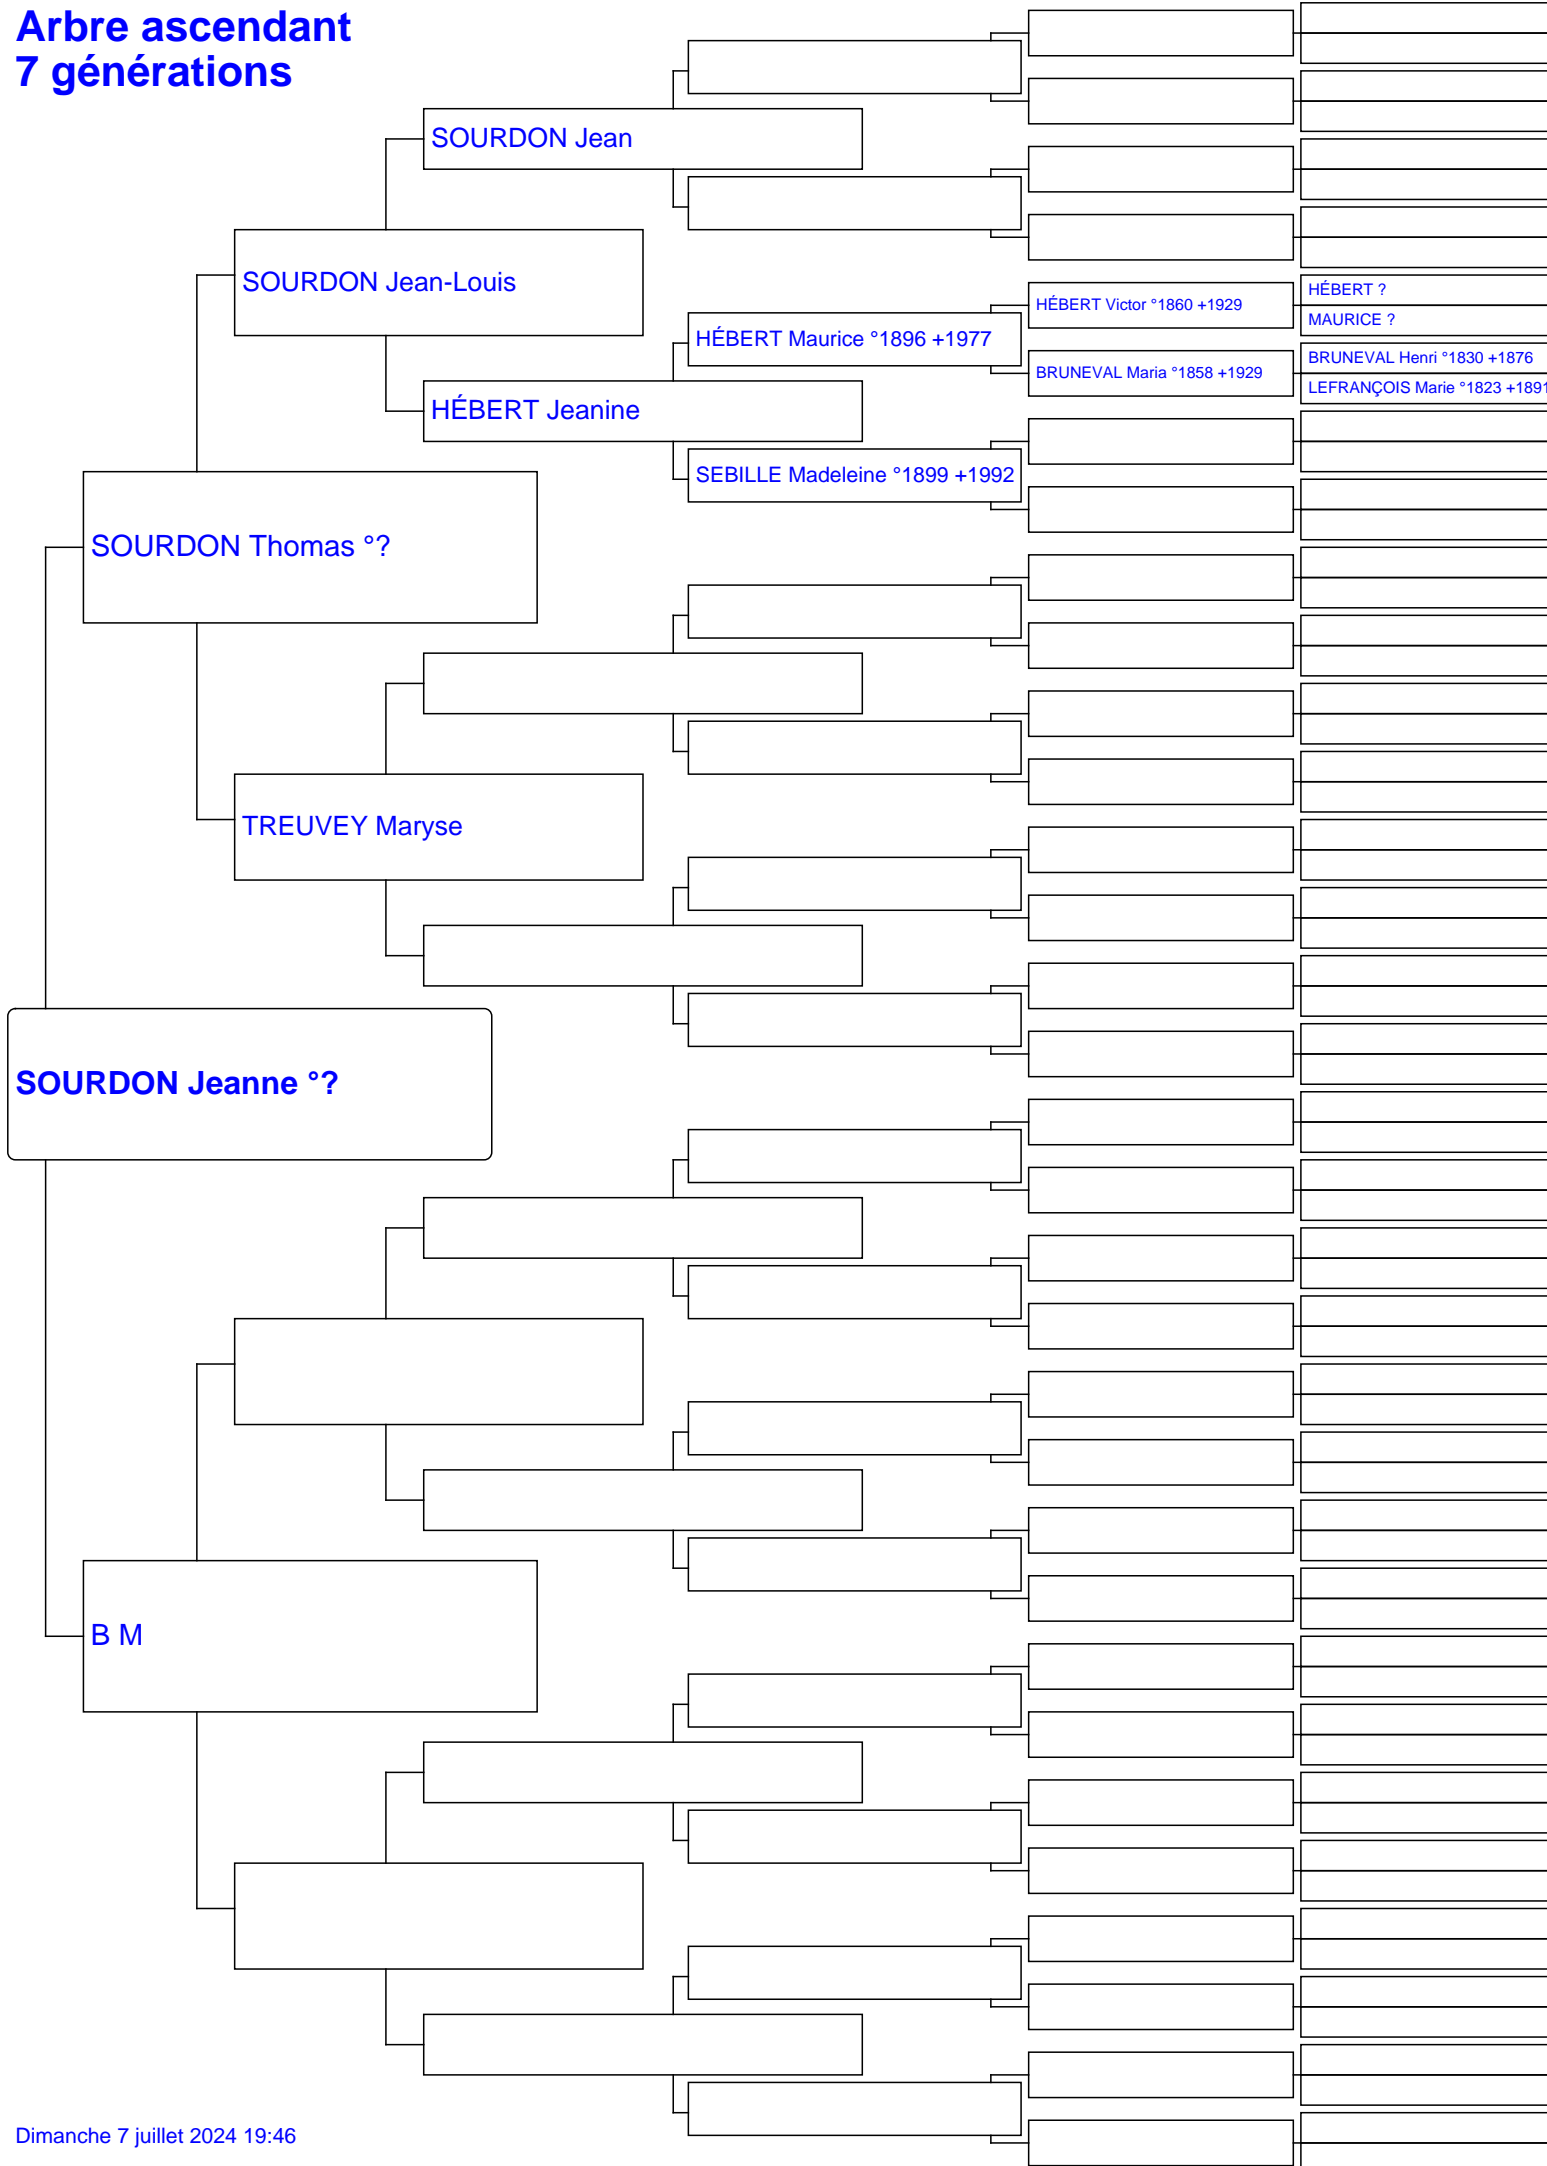 Arbre ascendant
7 générations
SOURDON Jean
SOURDON Jean-Louis
HÉBERT Victor °1860 +1929
HÉBERT ?
MAURICE ?
HÉBERT Maurice °1896 +1977
BRUNEVAL Maria °1858 +1929
BRUNEVAL Henri °1830 +1876
LEFRANÇOIS Marie °1823 +1891
HÉBERT Jeanine
SEBILLE Madeleine °1899 +1992
SOURDON Thomas °?
TREUVEY Maryse
SOURDON Jeanne °?
B M
Dimanche 7 juillet 2024 19:46